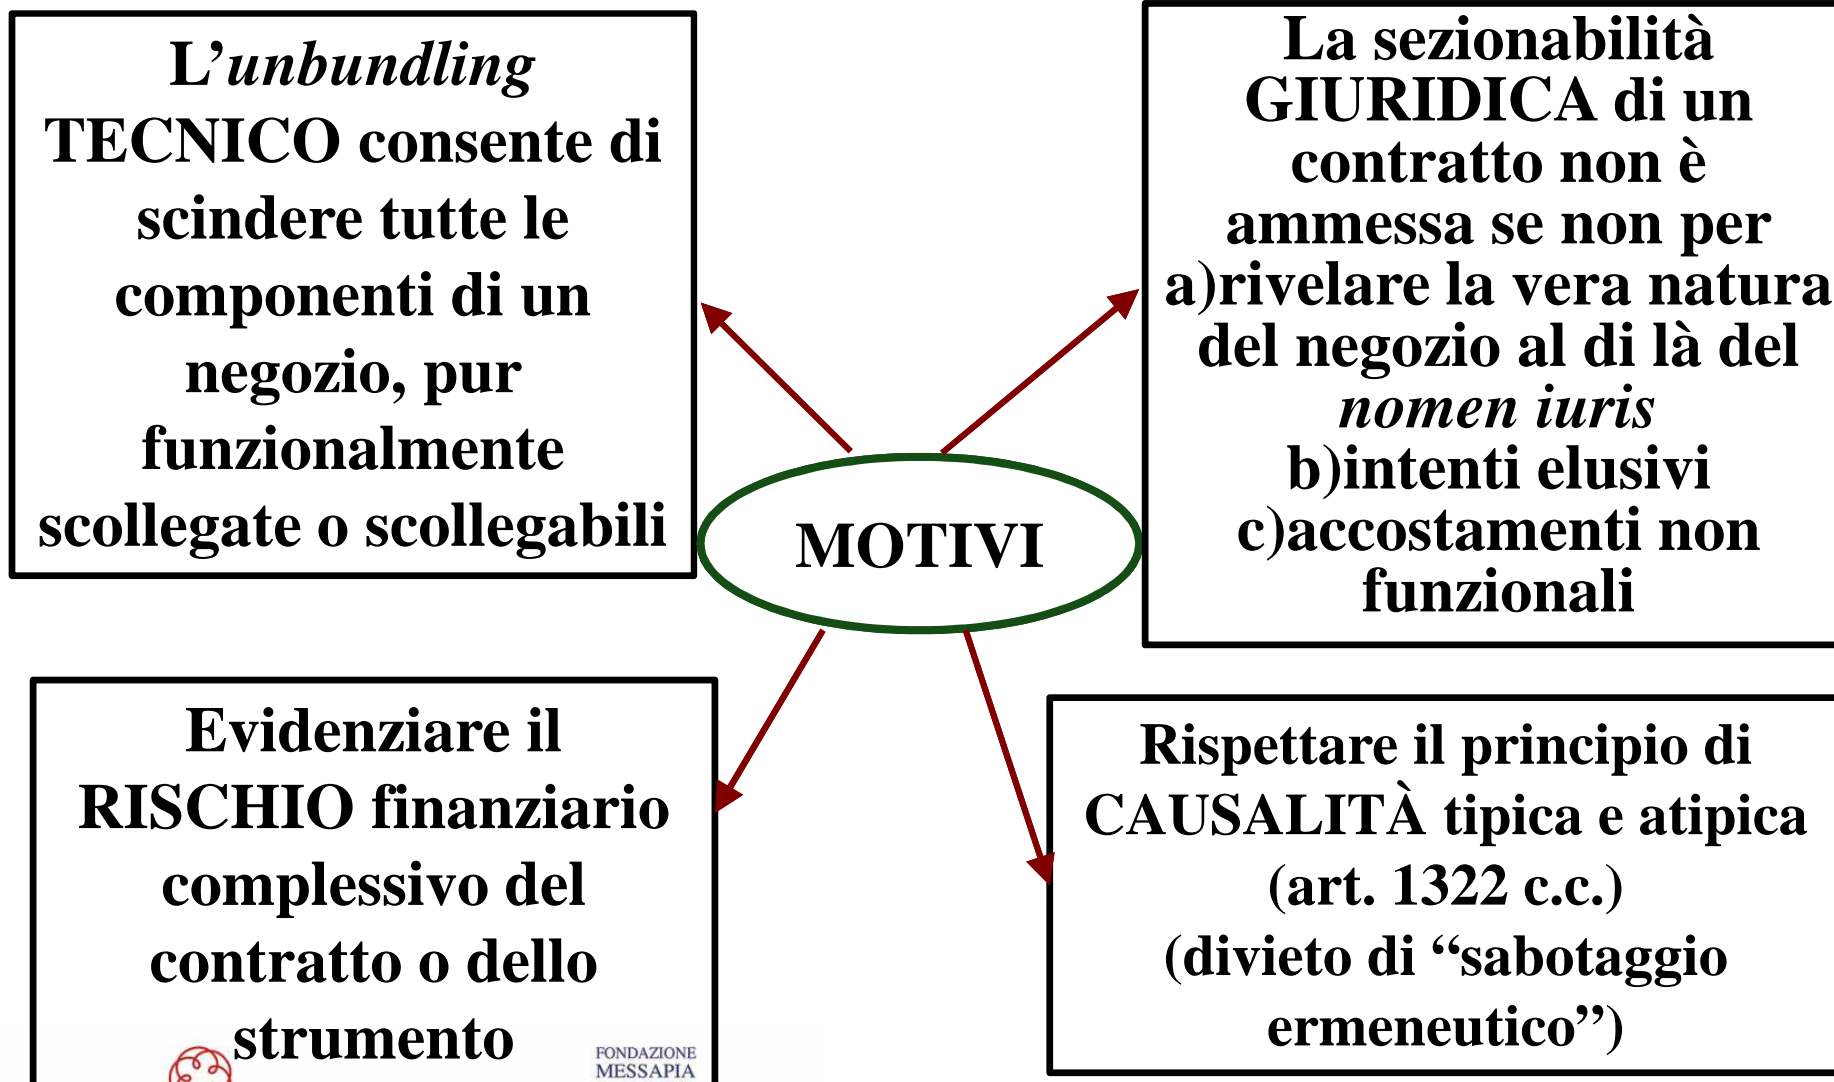 L’unbundling
TECNICO consente di
scindere tutte le
componenti di un
negozio, pur
funzionalmente
scollegate o scollegabili
La sezionabilità
GIURIDICA di un
contratto non è
ammessa se non per
a)rivelare la vera natura
del negozio al di là del
nomen iuris
b)intenti elusivi
c)accostamenti non
funzionali
MOTIVI
Evidenziare il
RISCHIO finanziario
complessivo del
contratto o dello
strumento
Rispettare il principio di
CAUSALITÀ tipica e atipica
(art. 1322 c.c.)
(divieto di “sabotaggio
ermeneutico”)
FONDAZIONE
MESSAPIA